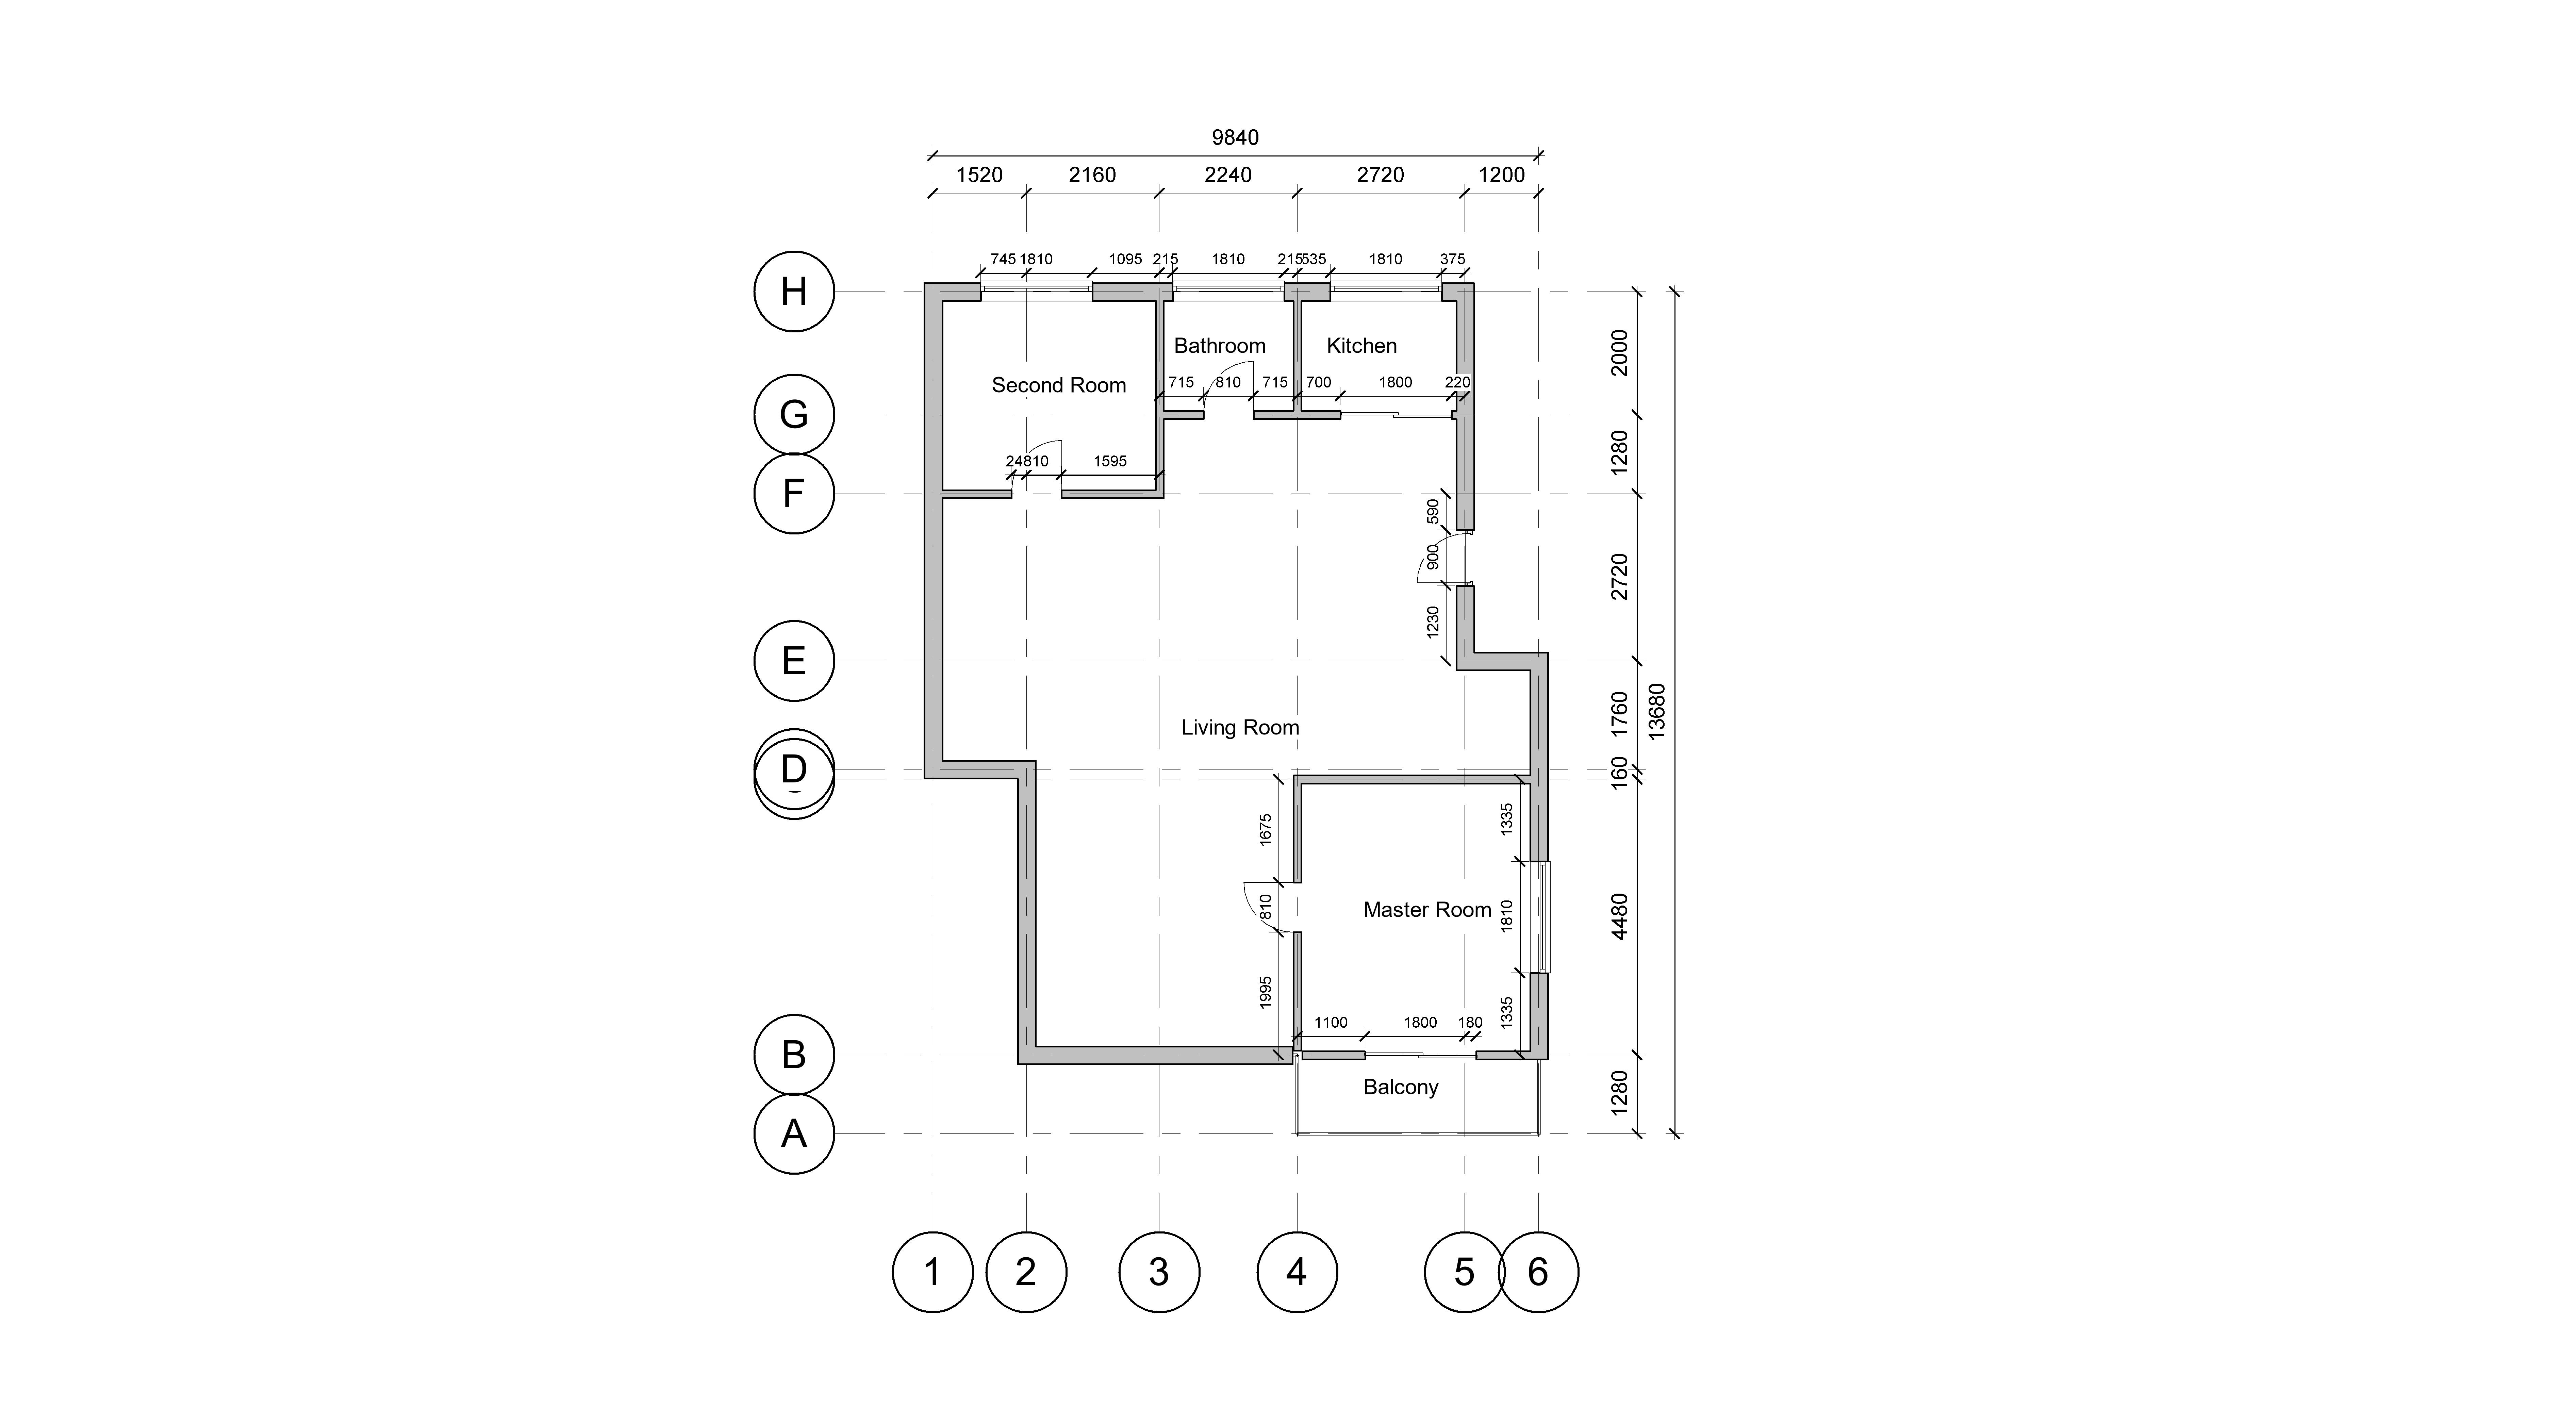 9840
1520 2160 2240 2720 1200
745 1810 1095 215 1810 215 535 1810 375
H
2000
Bathroom Kitchen
Second Room
715 810 715 700 1800 220
G
1280
24 810 1595
F
590
900
2720
1230
E
1760
13680
Living Room
D
160
1675
1335
810
Master Room
1810
4480
1995
1335
1100 1800 180
B
Balcony
1280
A
1 2 3 4 5 6